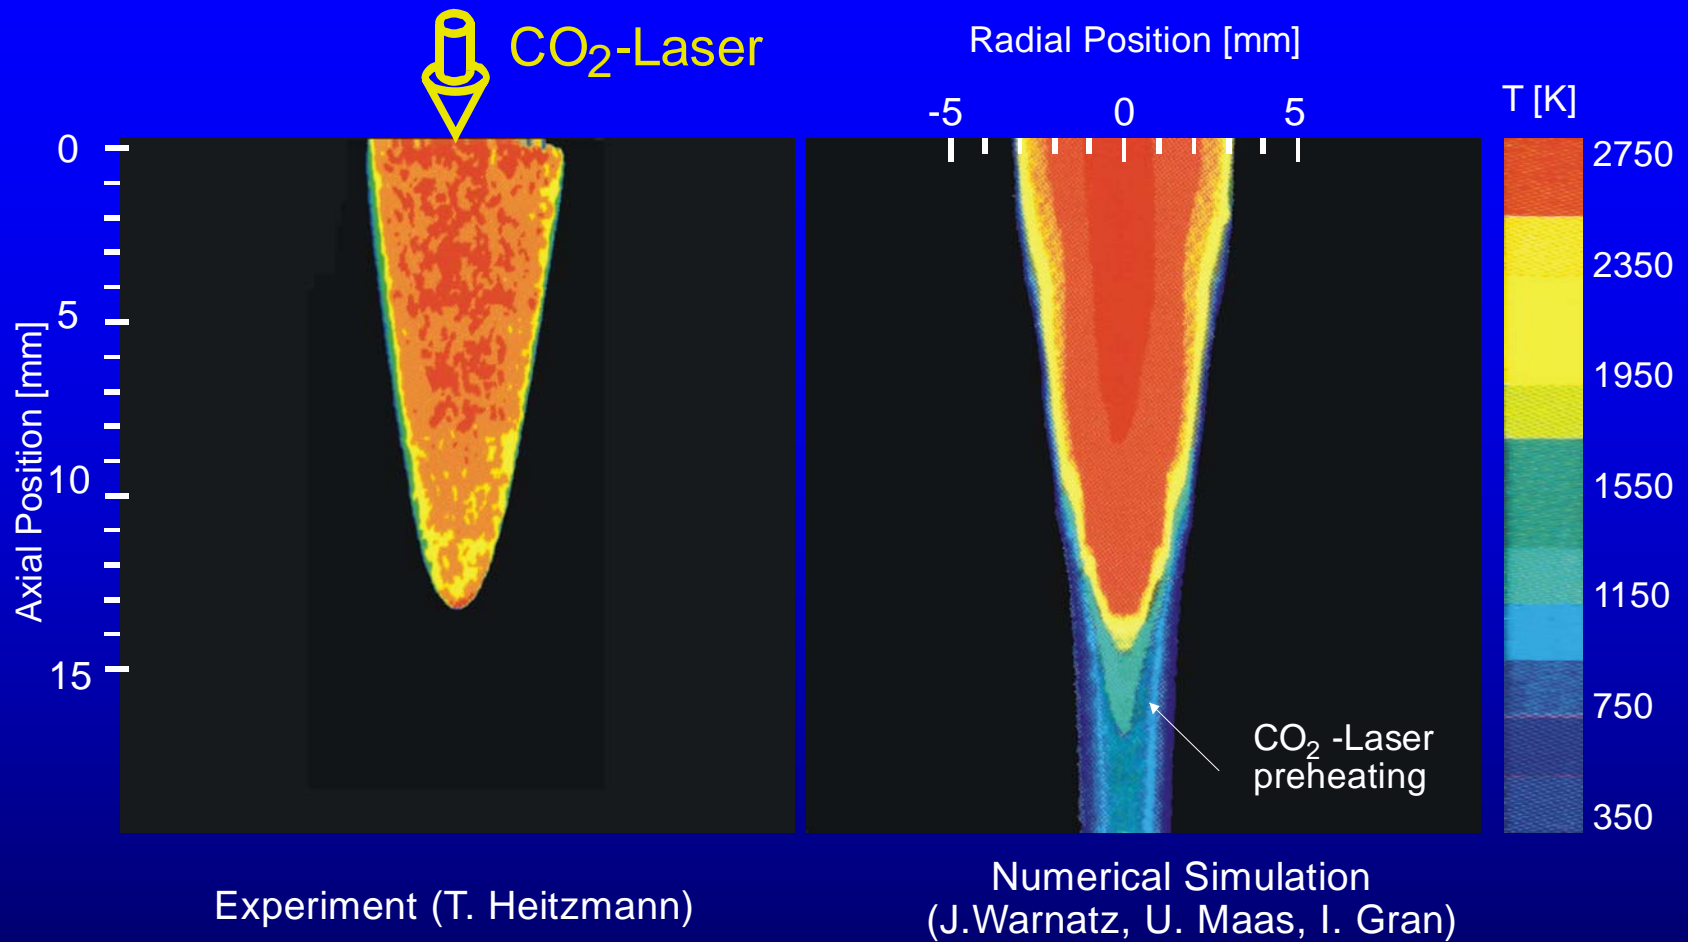 CO₂-Laser
Radial Position [mm]
-5
0
5
T [K]
0
5
10
15
Axial Position [mm]
2750
2350
1950
1550
1150
750
350
CO₂ -Laser
preheating
Experiment (T. Heitzmann)
Numerical Simulation
(J.Warnatz, U. Maas, I. Gran)